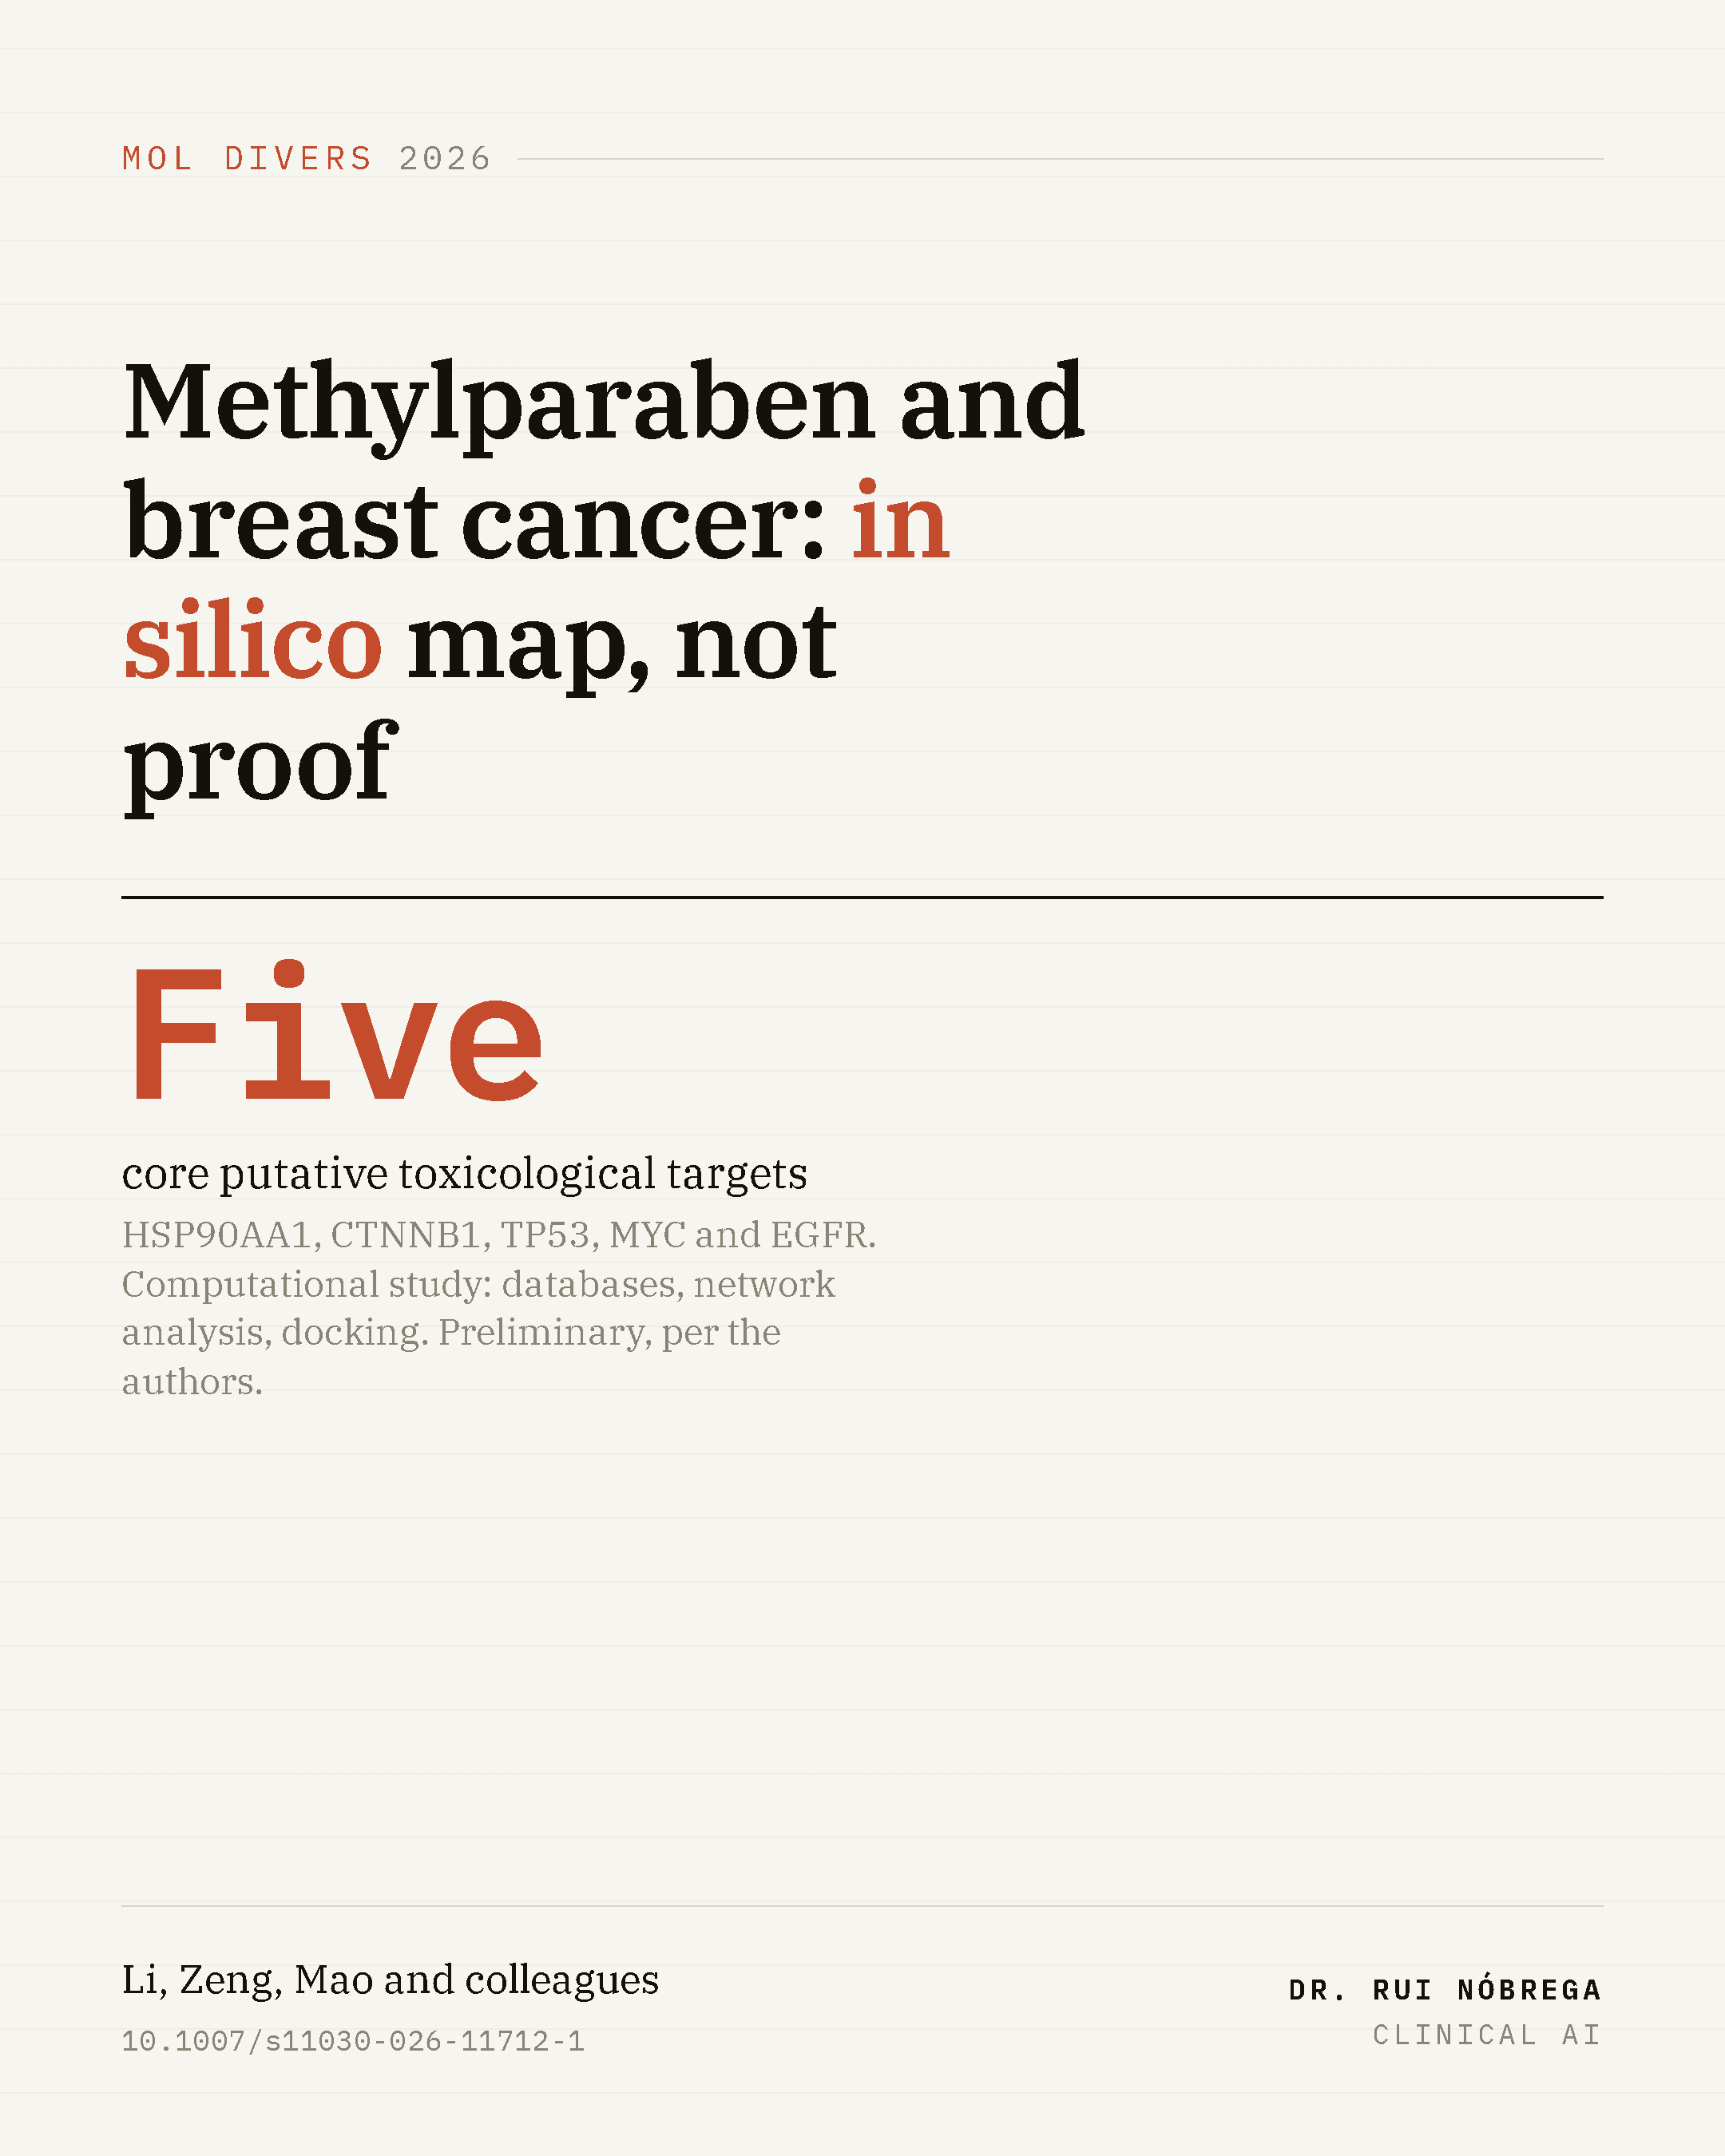 MOL DIVERS 2026
Methylparaben and
breast cancer: in
silico map, not
proof
Five
core putative toxicological targets
HSP90AA1, CTNNB1, TP53, MYC and EGFR.
Computational study: databases, network
analysis, docking. Preliminary, per the
authors.
Li, Zeng, Mao and colleagues
10.1007/s11030-026-11712-1
DR. RUI NÓBREGA
CLINICAL AI